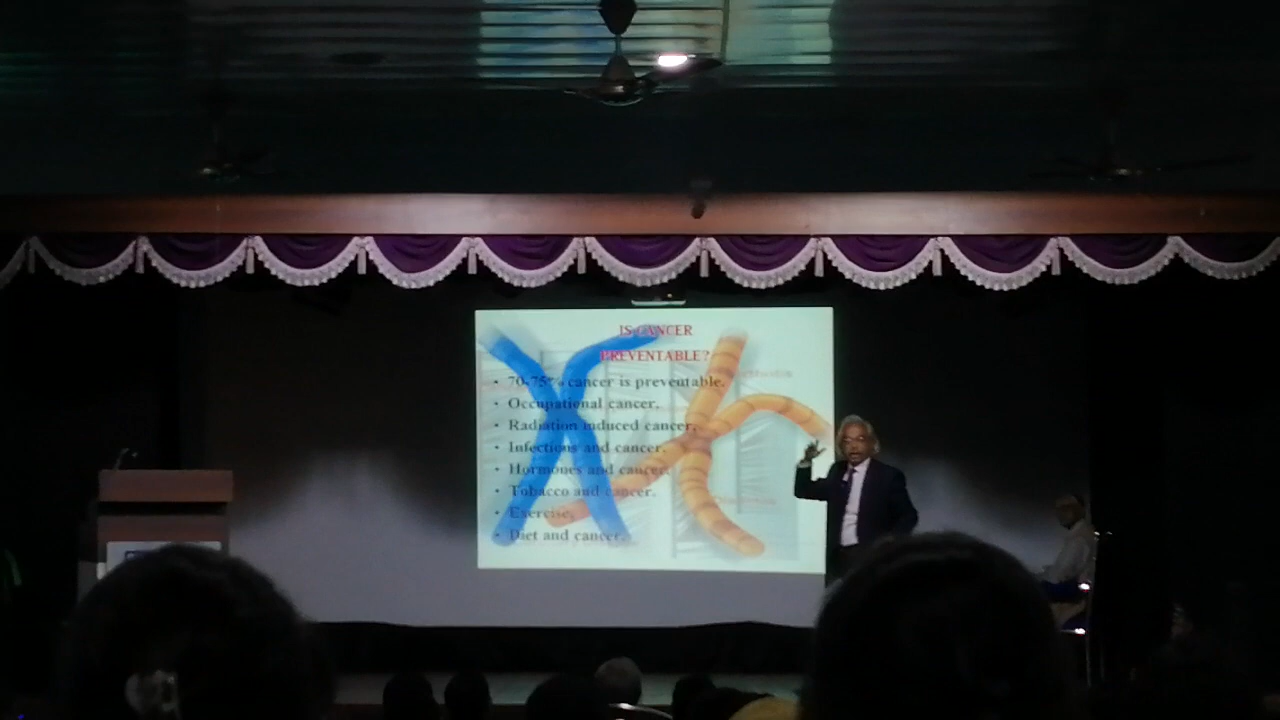 IS CANCER
PREVENTABLE?
• 70-75% cancer is preventable.
• Occupational cancer.
• Radiation induced cancer.
• Infections and cancer.
• Hormones and cancer.
• Tobacco and cancer.
• Exercise.
• Diet and cancer.